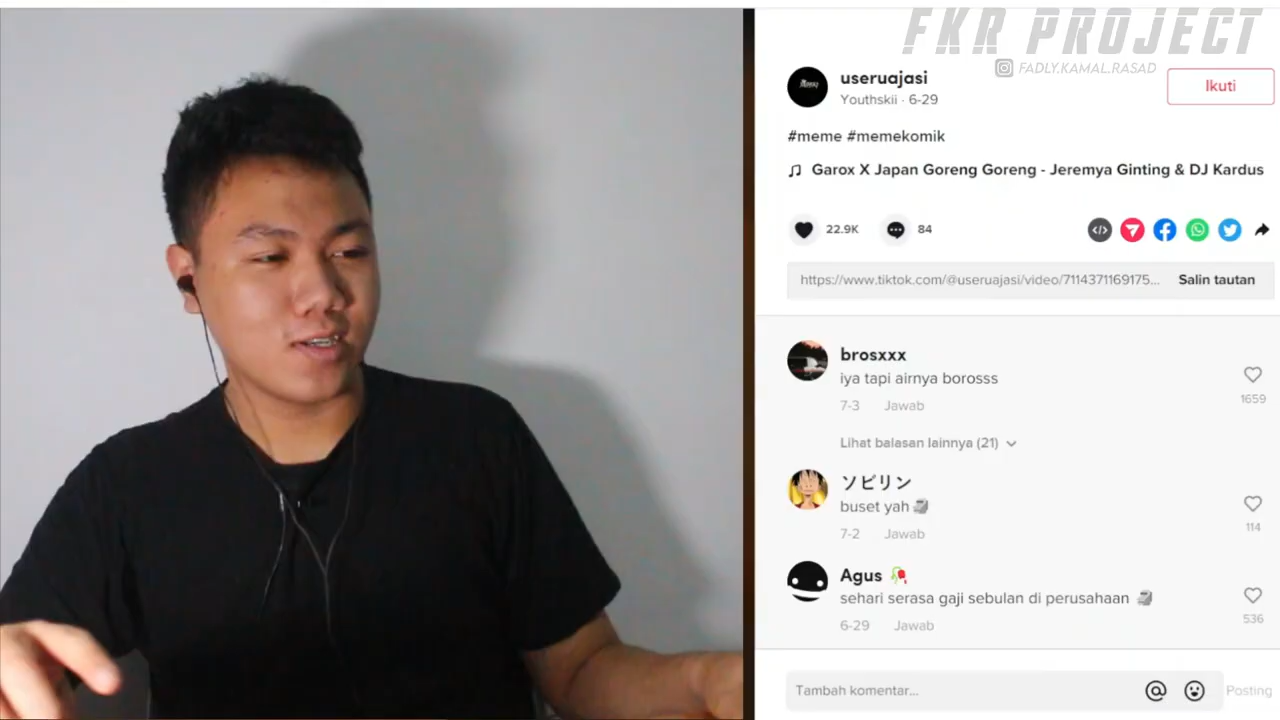 FKR PROJECT
FADLY.KAMAL.RASAD
useruajasi
Youthskii · 6-29
Ikuti
#meme #memekomik
Garox X Japan Goreng Goreng - Jeremya Ginting & DJ Kardus
22.9K
84
https://www.tiktok.com/@useruajasi/video/7114371169175...
Salin tautan
brosxxx
iya tapi airnya borosss
1659
7-3 Jawab
Lihat balasan lainnya (21)
ソビリン
buset yah🗿
114
7-2 Jawab
Agus 🥀
sehari serasa gaji sebulan di perusahaan 🗿
536
6-29 Jawab
Tambah komentar...
Posting